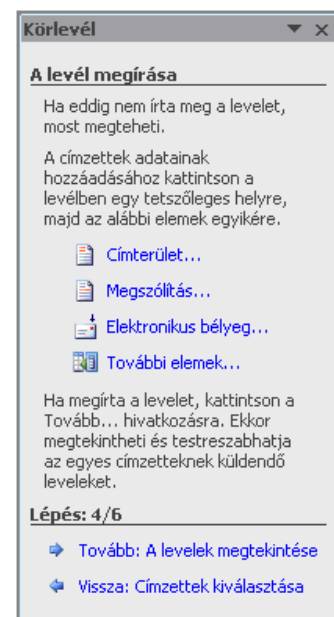 Körlevél
A levél megírása
Ha eddig nem írta meg a levelet,
most megteheti.
A címzettek adatainak
hozzáadásához kattintson a
levélben egy tetszőleges helyre,
majd az alábbi elemek egyikére.
Címterület...
Megszólítás...
Elektronikus bélyeg...
További elemek...
Ha megírta a levelet, kattintson a
Tovább... hivatkozásra. Ekkor
megtekintheti és testreszabhatja
az egyes címzetteknek küldendő
leveleket.
Lépés: 4/6
Tovább: A levelek megtekintése
Vissza: Címzettek kiválasztása